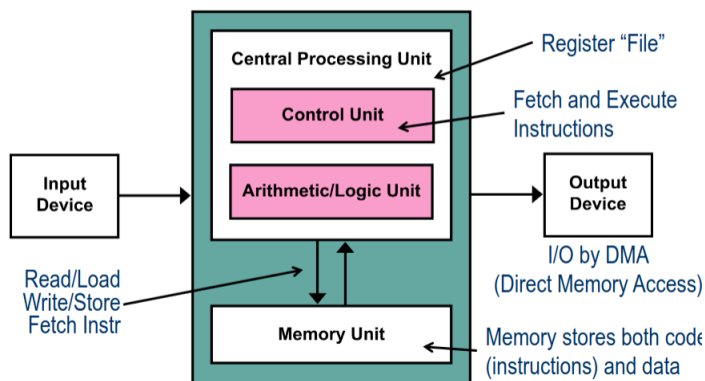 Central Processing Unit
Register “File”
Control Unit
Fetch and Execute
Instructions
Input
Device
Arithmetic/Logic Unit
Output
Device
I/O by DMA
(Direct Memory Access)
Read/Load
Write/Store
Fetch Instr
Memory Unit
Memory stores both code
(instructions) and data